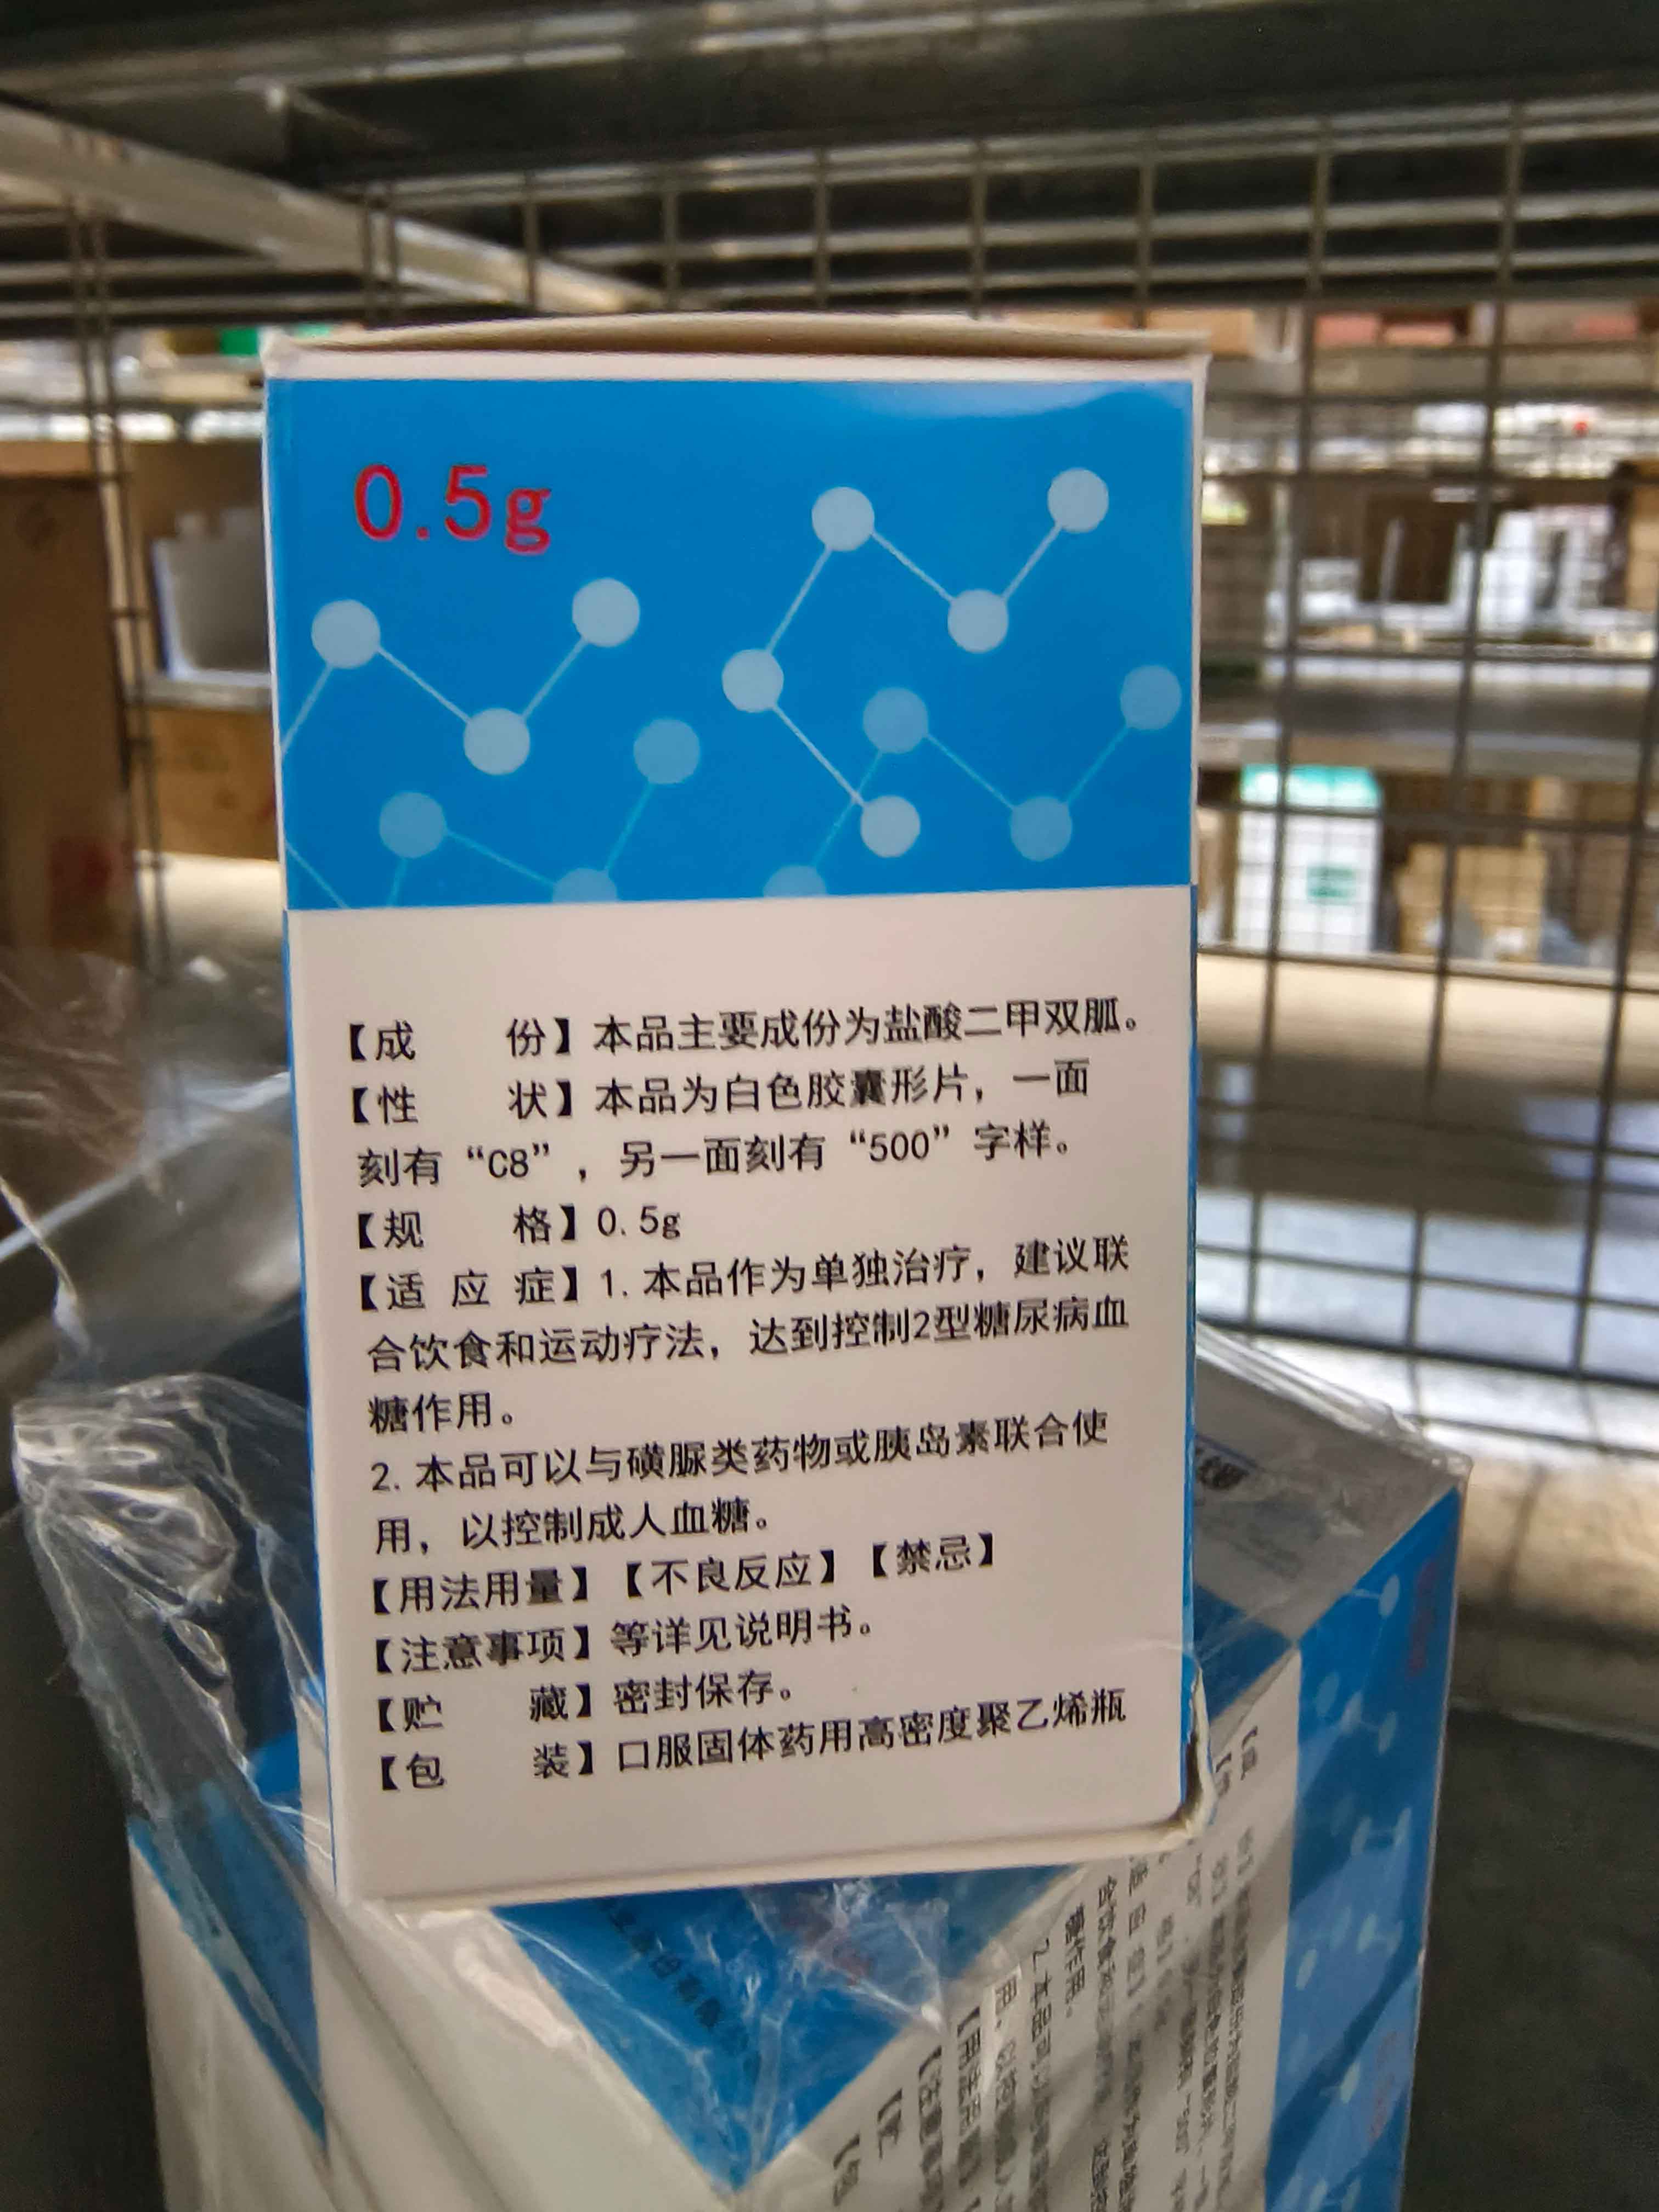 0.5g
【成 份】本品主要成份为盐酸二甲双胍。
【性 状】本品为白色胶囊形片，一面
刻有“C8”，另一面刻有“500”字样。
【规 格】0.5g
【适 应 症】1.本品作为单独治疗，建议联
合饮食和运动疗法，达到控制2型糖尿病血
糖作用。
2.本品可以与磺脲类药物或胰岛素联合使
用，以控制成人血糖。
【用法用量】【不良反应】【禁忌】
【注意事项】等详见说明书。
【贮 藏】密封保存。
【包 装】口服固体药用高密度聚乙烯瓶
糖作用。